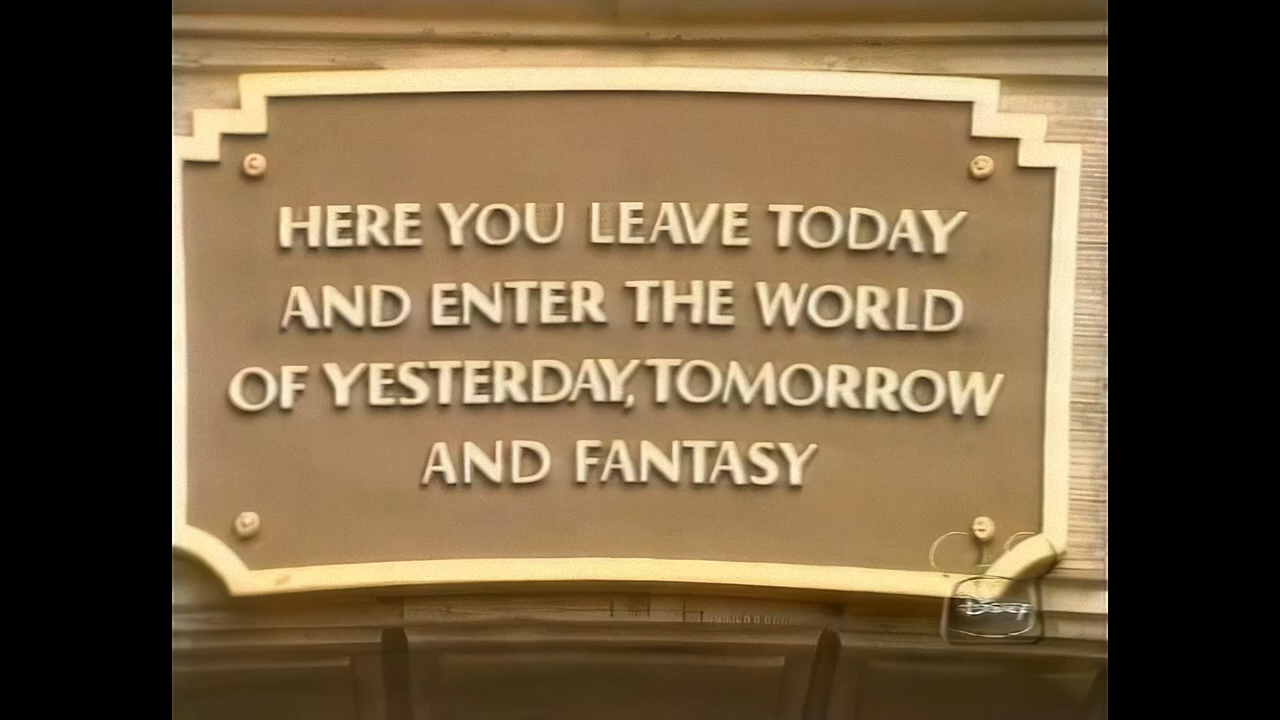 HERE YOU LEAVE TODAY
AND ENTER THE WORLD
OF YESTERDAY, TOMORROW
AND FANTASY